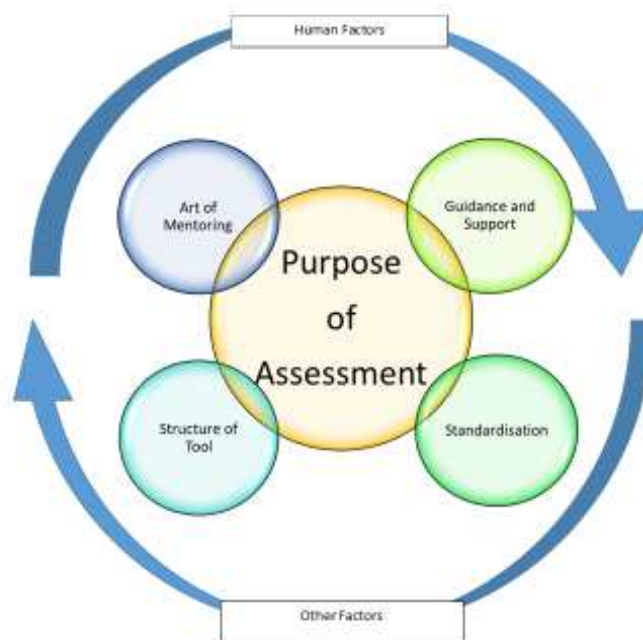 Human Factors
Art of
Mentoring
Guidance and
Support
Purpose
of
Assessment
Structure of
Tool
Standardisation
Other Factors